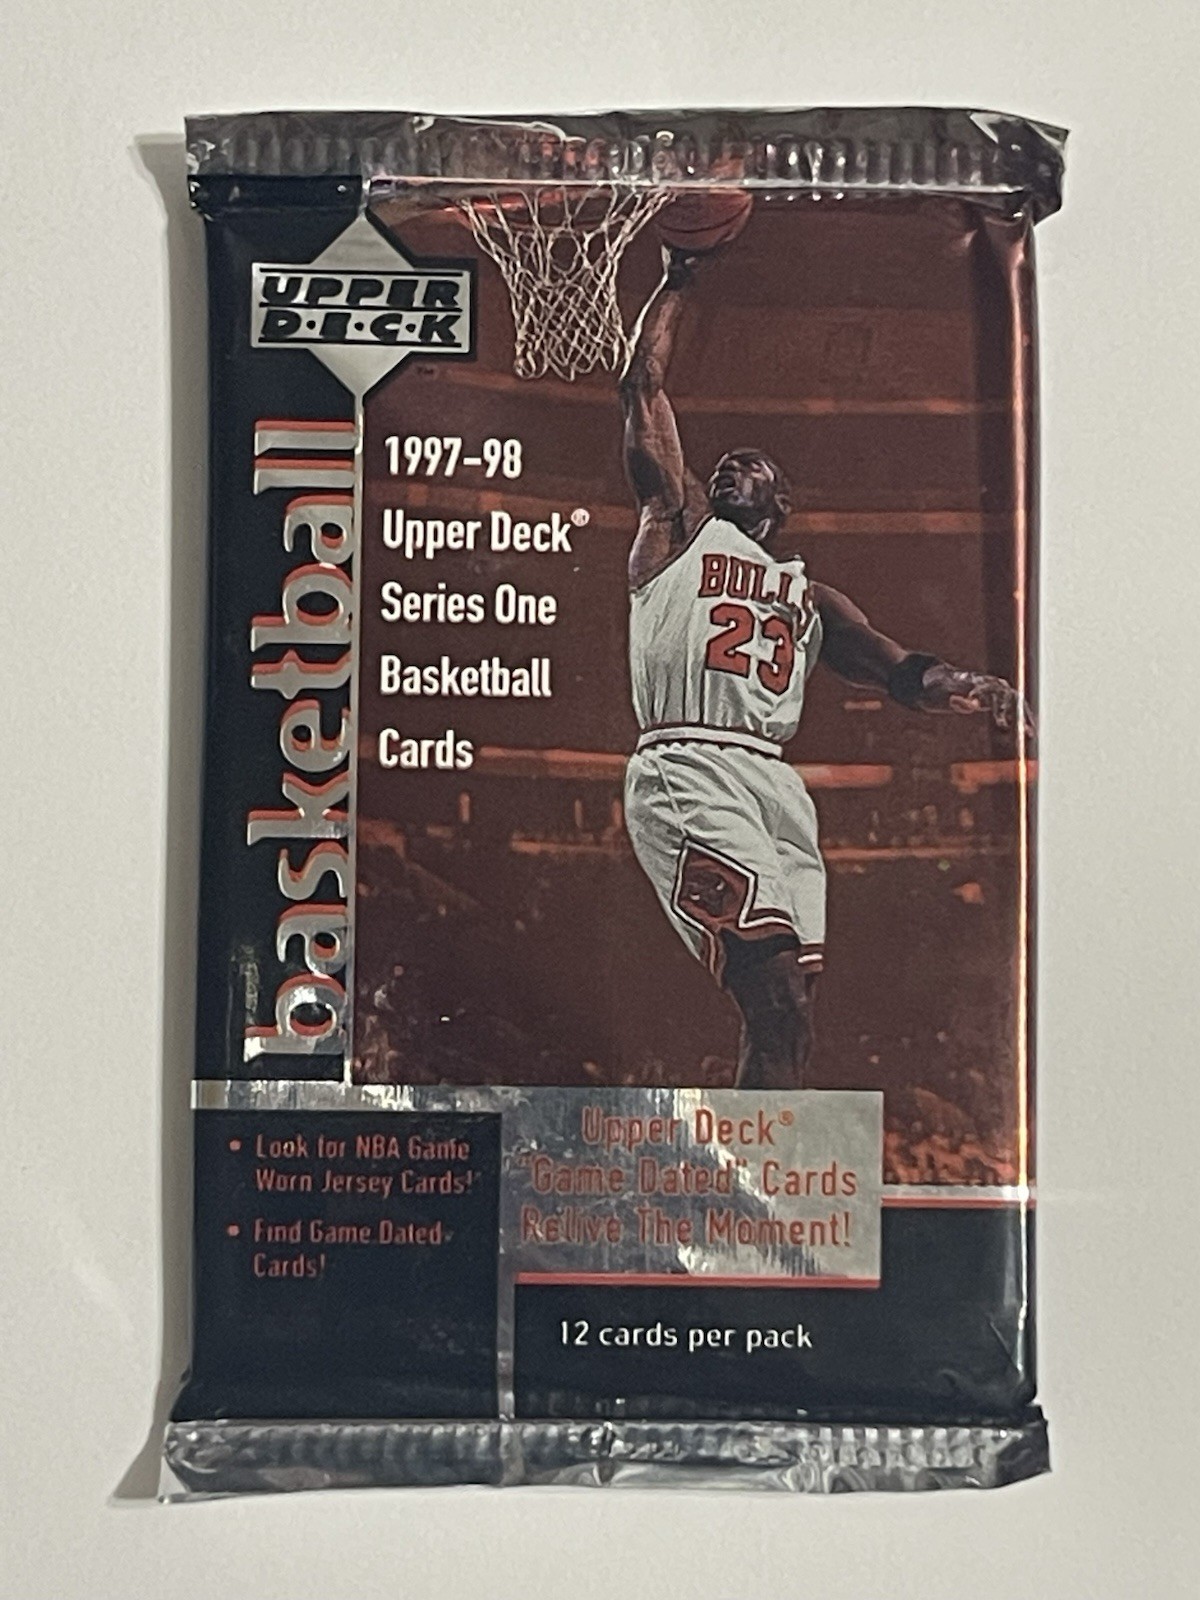 UPPER
D·E·C·K
TM
basketball
1997-98
Upper Deck®
Series One
Basketball
Cards
BULLS
23
• Look for NBA Game
Worn Jersey Cards!
• Find Game Dated
Cards!
Upper Deck®
"Game Dated" Cards
Relive The Moment!
12 cards per pack